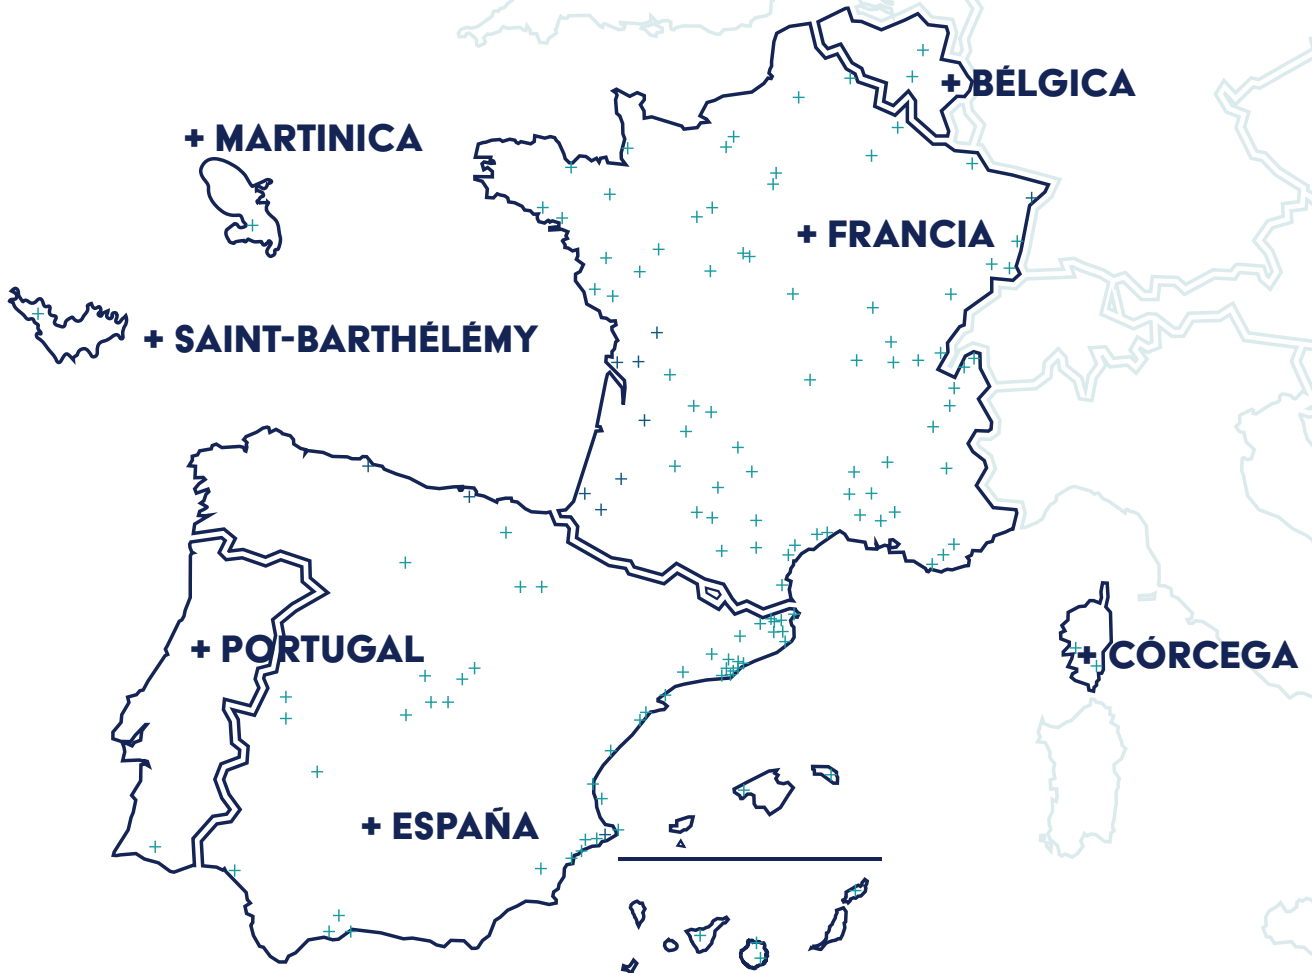 + BÉLGICA
+ MARTINICA
+ FRANCIA
+ SAINT-BARTHÉLÉMY
+ PORTUGAL
+ CÓRCEGA
+ ESPAÑA